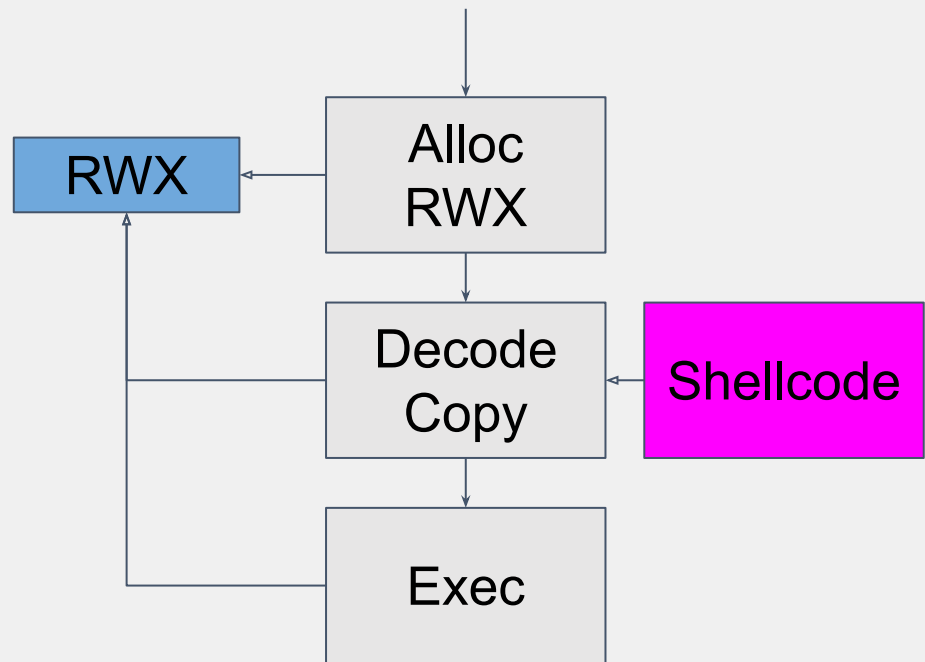 Alloc
RWX
RWX
Decode
Copy
Shellcode
Exec